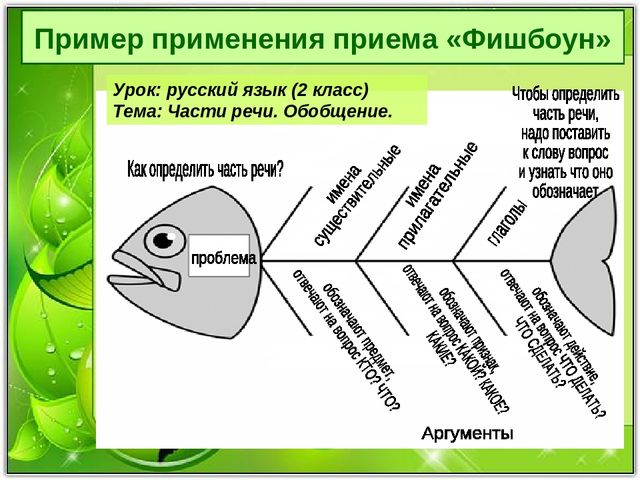 Пример применения приема «Фишбоун»
Урок: русский язык (2 класс)
Тема: Части речи. Обобщение.
Чтобы определить
часть речи,
надо поставить
к слову вопрос
и узнать что оно
обозначает
Как определить часть речи?
проблема
имена
существительные
имена
прилагательные
глаголы
обозначают предмет,
отвечают на вопрос КТО? ЧТО?
обозначают признак,
отвечают на вопрос КАКОЙ? КАКОЕ?
КАКИЕ?
обозначают действие,
отвечают на вопрос ЧТО ДЕЛАТЬ?
ЧТО СДЕЛАТЬ?
Аргументы